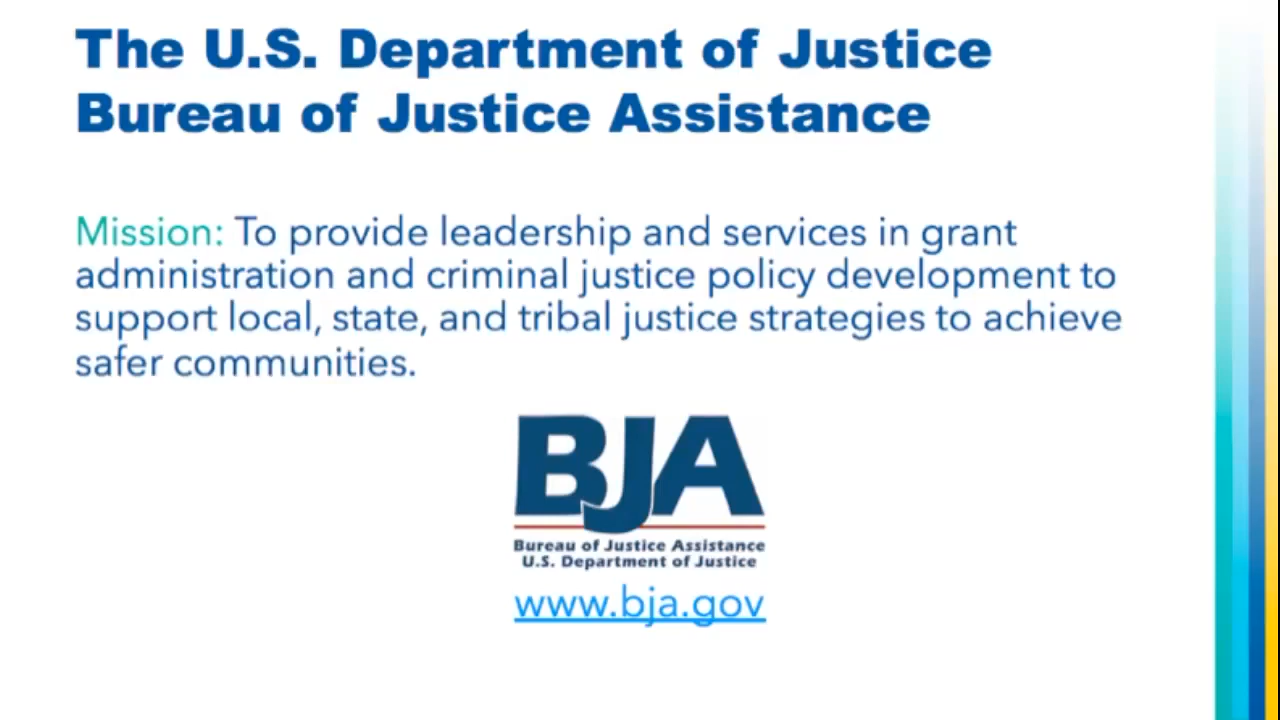 The U.S. Department of Justice
Bureau of Justice Assistance
Mission: To provide leadership and services in grant
administration and criminal justice policy development to
support local, state, and tribal justice strategies to achieve
safer communities.
BJA
Bureau of Justice Assistance
U.S. Department of Justice
www.bja.gov